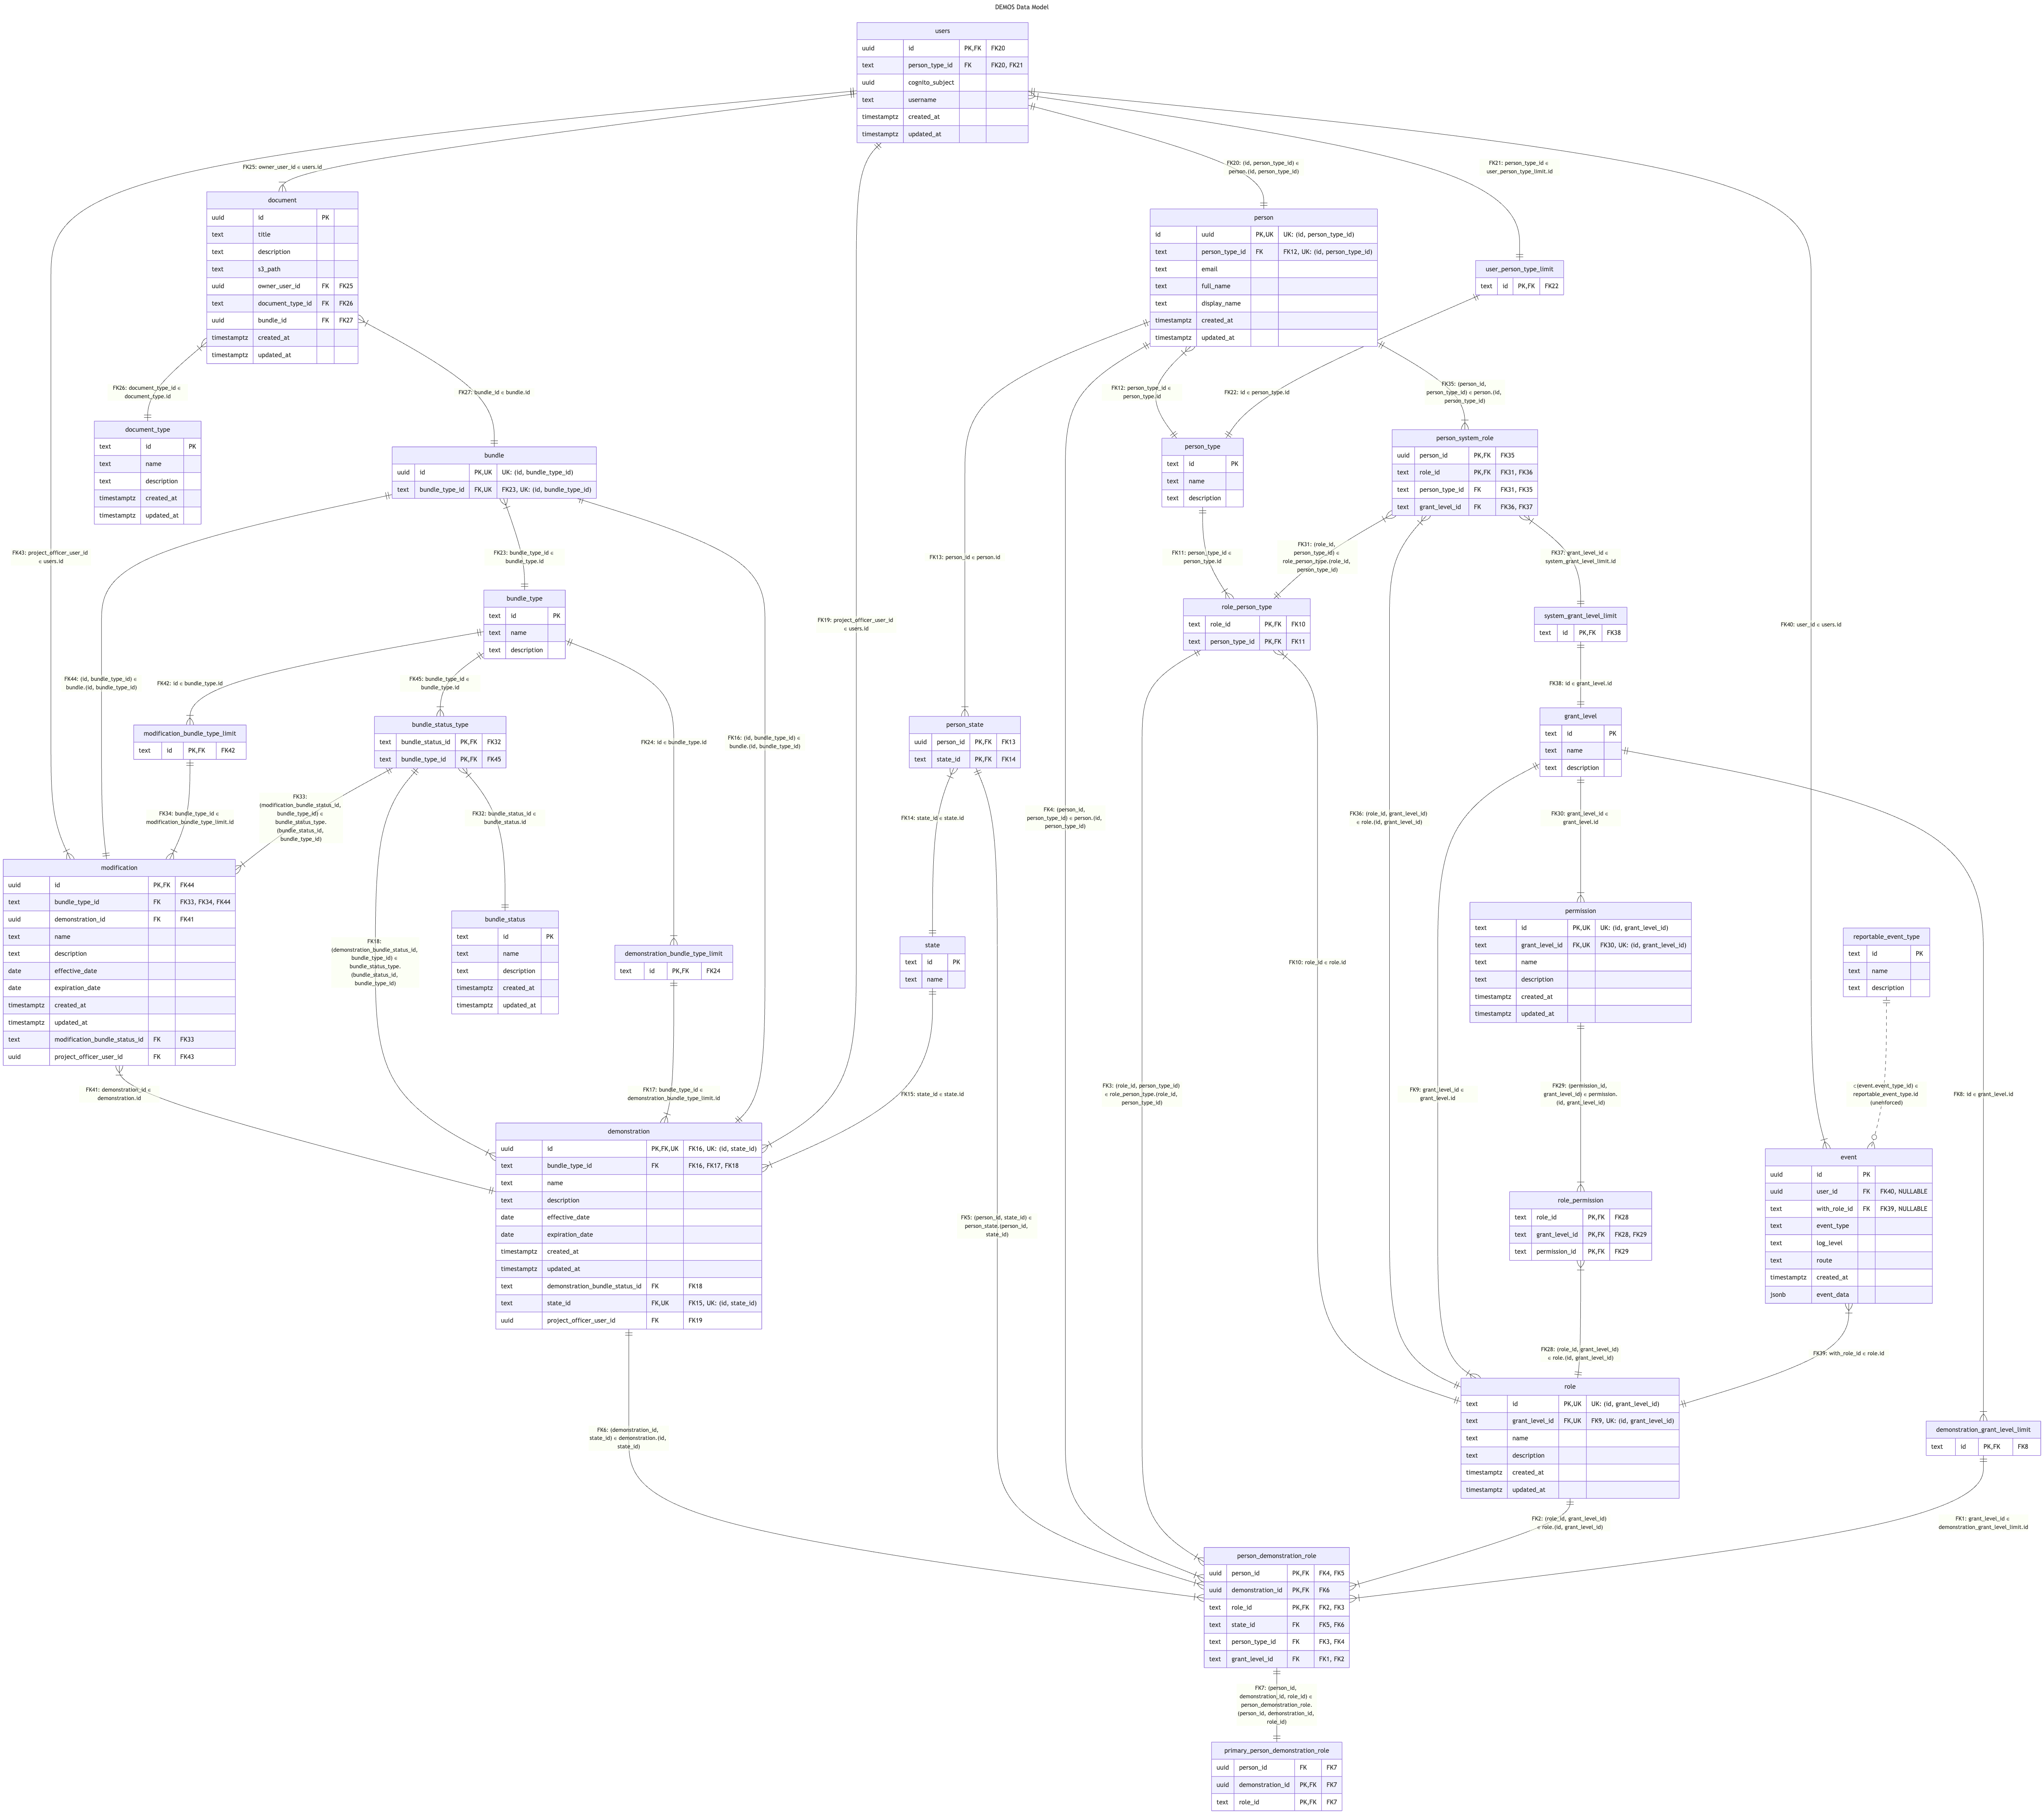 DEMOS Data Model
users
uuid id PK,FK FK20
text person_type_id FK FK20, FK21
uuid cognito_subject
text username
timestamptz created_at
timestamptz updated_at
FK25: owner_user_id ∈ users.id
FK20: (id, person_type_id) ∈
person.(id, person_type_id)
FK21: person_type_id ∈
user_person_type_limit.id
document
uuid id PK
text title
text description
text s3_path
uuid owner_user_id FK FK25
text document_type_id FK FK26
uuid bundle_id FK FK27
timestamptz created_at
timestamptz updated_at
person
id uuid PK,UK UK: (id, person_type_id)
text person_type_id FK FK12, UK: (id, person_type_id)
text email
text full_name
text display_name
timestamptz created_at
timestamptz updated_at
user_person_type_limit
text id PK,FK FK22
FK26: document_type_id ∈
document_type.id
FK27: bundle_id ∈ bundle.id
FK12: person_type_id ∈
person_type.id
FK22: id ∈ person_type.id
FK35: (person_id,
person_type_id) ∈ person.(id,
person_type_id)
document_type
text id PK
text name
text description
timestamptz created_at
timestamptz updated_at
bundle
uuid id PK,UK UK: (id, bundle_type_id)
text bundle_type_id FK,UK FK23, UK: (id, bundle_type_id)
person_type
text id PK
text name
text description
person_system_role
uuid person_id PK,FK FK35
text role_id PK,FK FK31, FK36
text person_type_id FK FK31, FK35
text grant_level_id FK FK36, FK37
FK43: project_officer_user_id
∈ users.id
FK23: bundle_type_id ∈
bundle_type.id
FK13: person_id ∈ person.id
FK11: person_type_id ∈
person_type.id
FK31: (role_id,
person_type_id) ∈
role_person_type.(role_id,
person_type_id)
FK37: grant_level_id ∈
system_grant_level_limit.id
bundle_type
text id PK
text name
text description
FK19: project_officer_user_id
∈ users.id
role_person_type
text role_id PK,FK FK10
text person_type_id PK,FK FK11
system_grant_level_limit
text id PK,FK FK38
FK40: user_id ∈ users.id
FK44: (id, bundle_type_id) ∈
bundle.(id, bundle_type_id)
FK42: id ∈ bundle_type.id
FK45: bundle_type_id ∈
bundle_type.id
FK38: id ∈ grant_level.id
modification_bundle_type_limit
text id PK,FK FK42
bundle_status_type
text bundle_status_id PK,FK FK32
text bundle_type_id PK,FK FK45
FK24: id ∈ bundle_type.id
FK16: (id, bundle_type_id) ∈
bundle.(id, bundle_type_id)
person_state
uuid person_id PK,FK FK13
text state_id PK,FK FK14
grant_level
text id PK
text name
text description
FK34: bundle_type_id ∈
modification_bundle_type_limit.id
FK33:
(modification_bundle_status_id,
bundle_type_id) ∈
bundle_status_type.
(bundle_status_id,
bundle_type_id)
FK32: bundle_status_id ∈
bundle_status.id
FK14: state_id ∈ state.id
FK4: (person_id,
person_type_id) ∈ person.(id,
person_type_id)
FK36: (role_id, grant_level_id)
∈ role.(id, grant_level_id)
FK30: grant_level_id ∈
grant_level.id
modification
uuid id PK,FK FK44
text bundle_type_id FK FK33, FK34, FK44
uuid demonstration_id FK FK41
text name
text description
date effective_date
date expiration_date
timestamptz created_at
timestamptz updated_at
text modification_bundle_status_id FK FK33
uuid project_officer_user_id FK FK43
FK18:
(demonstration_bundle_status_id,
bundle_type_id) ∈
bundle_status_type.
(bundle_status_id,
bundle_type_id)
bundle_status
text id PK
text name
text description
timestamptz created_at
timestamptz updated_at
demonstration_bundle_type_limit
text id PK,FK FK24
state
text id PK
text name
FK10: role_id ∈ role.id
permission
text id PK,UK UK: (id, grant_level_id)
text grant_level_id FK,UK FK30, UK: (id, grant_level_id)
text name
text description
timestamptz created_at
timestamptz updated_at
reportable_event_type
text id PK
text name
text description
FK41: demonstration_id ∈
demonstration.id
FK17: bundle_type_id ∈
demonstration_bundle_type_limit.id
FK15: state_id ∈ state.id
FK3: (role_id, person_type_id)
∈ role_person_type.(role_id,
person_type_id)
FK9: grant_level_id ∈
grant_level.id
FK29: (permission_id,
grant_level_id) ∈ permission.
(id, grant_level_id)
⊂(event.event_type_id) ∈
reportable_event_type.id
(unenforced)
FK8: id ∈ grant_level.id
demonstration
uuid id PK,FK,UK FK16, UK: (id, state_id)
text bundle_type_id FK FK16, FK17, FK18
text name
text description
date effective_date
date expiration_date
timestamptz created_at
timestamptz updated_at
text demonstration_bundle_status_id FK FK18
text state_id FK,UK FK15, UK: (id, state_id)
uuid project_officer_user_id FK FK19
FK5: (person_id, state_id) ∈
person_state.(person_id,
state_id)
role_permission
text role_id PK,FK FK28
text grant_level_id PK,FK FK28, FK29
text permission_id PK,FK FK29
event
uuid id PK
uuid user_id FK FK40, NULLABLE
text with_role_id FK FK39, NULLABLE
text event_type
text log_level
text route
timestamptz created_at
Jsonb event_data
FK28: (role_id, grant_level_id)
∈ role.(id, grant_level_id)
FK39: with_role_id ∈ role.id
FK6: (demonstration_id,
state_id) ∈ demonstration.(id,
state_id)
role
text id PK,UK UK: (id, grant_level_id)
text grant_level_id FK,UK FK9, UK: (id, grant_level_id)
text name
text description
timestamptz created_at
timestamptz updated_at
demonstration_grant_level_limit
text id PK,FK FK8
FK2: (role_id, grant_level_id)
∈ role.(id, grant_level_id)
FK1: grant_level_id ∈
demonstration_grant_level_limit.id
person_demonstration_role
uuid person_id PK,FK FK4, FK5
uuid demonstration_id PK,FK FK6
text role_id PK,FK FK2, FK3
text state_id FK FK5, FK6
text person_type_id FK FK3, FK4
text grant_level_id FK FK1, FK2
FK7: (person_id,
demonstration_id, role_id) ∈
person_demonstration_role.
(person_id, demonstration_id,
role_id)
primary_person_demonstration_role
uuid person_id FK FK7
uuid demonstration_id PK,FK FK7
text role_id PK,FK FK7